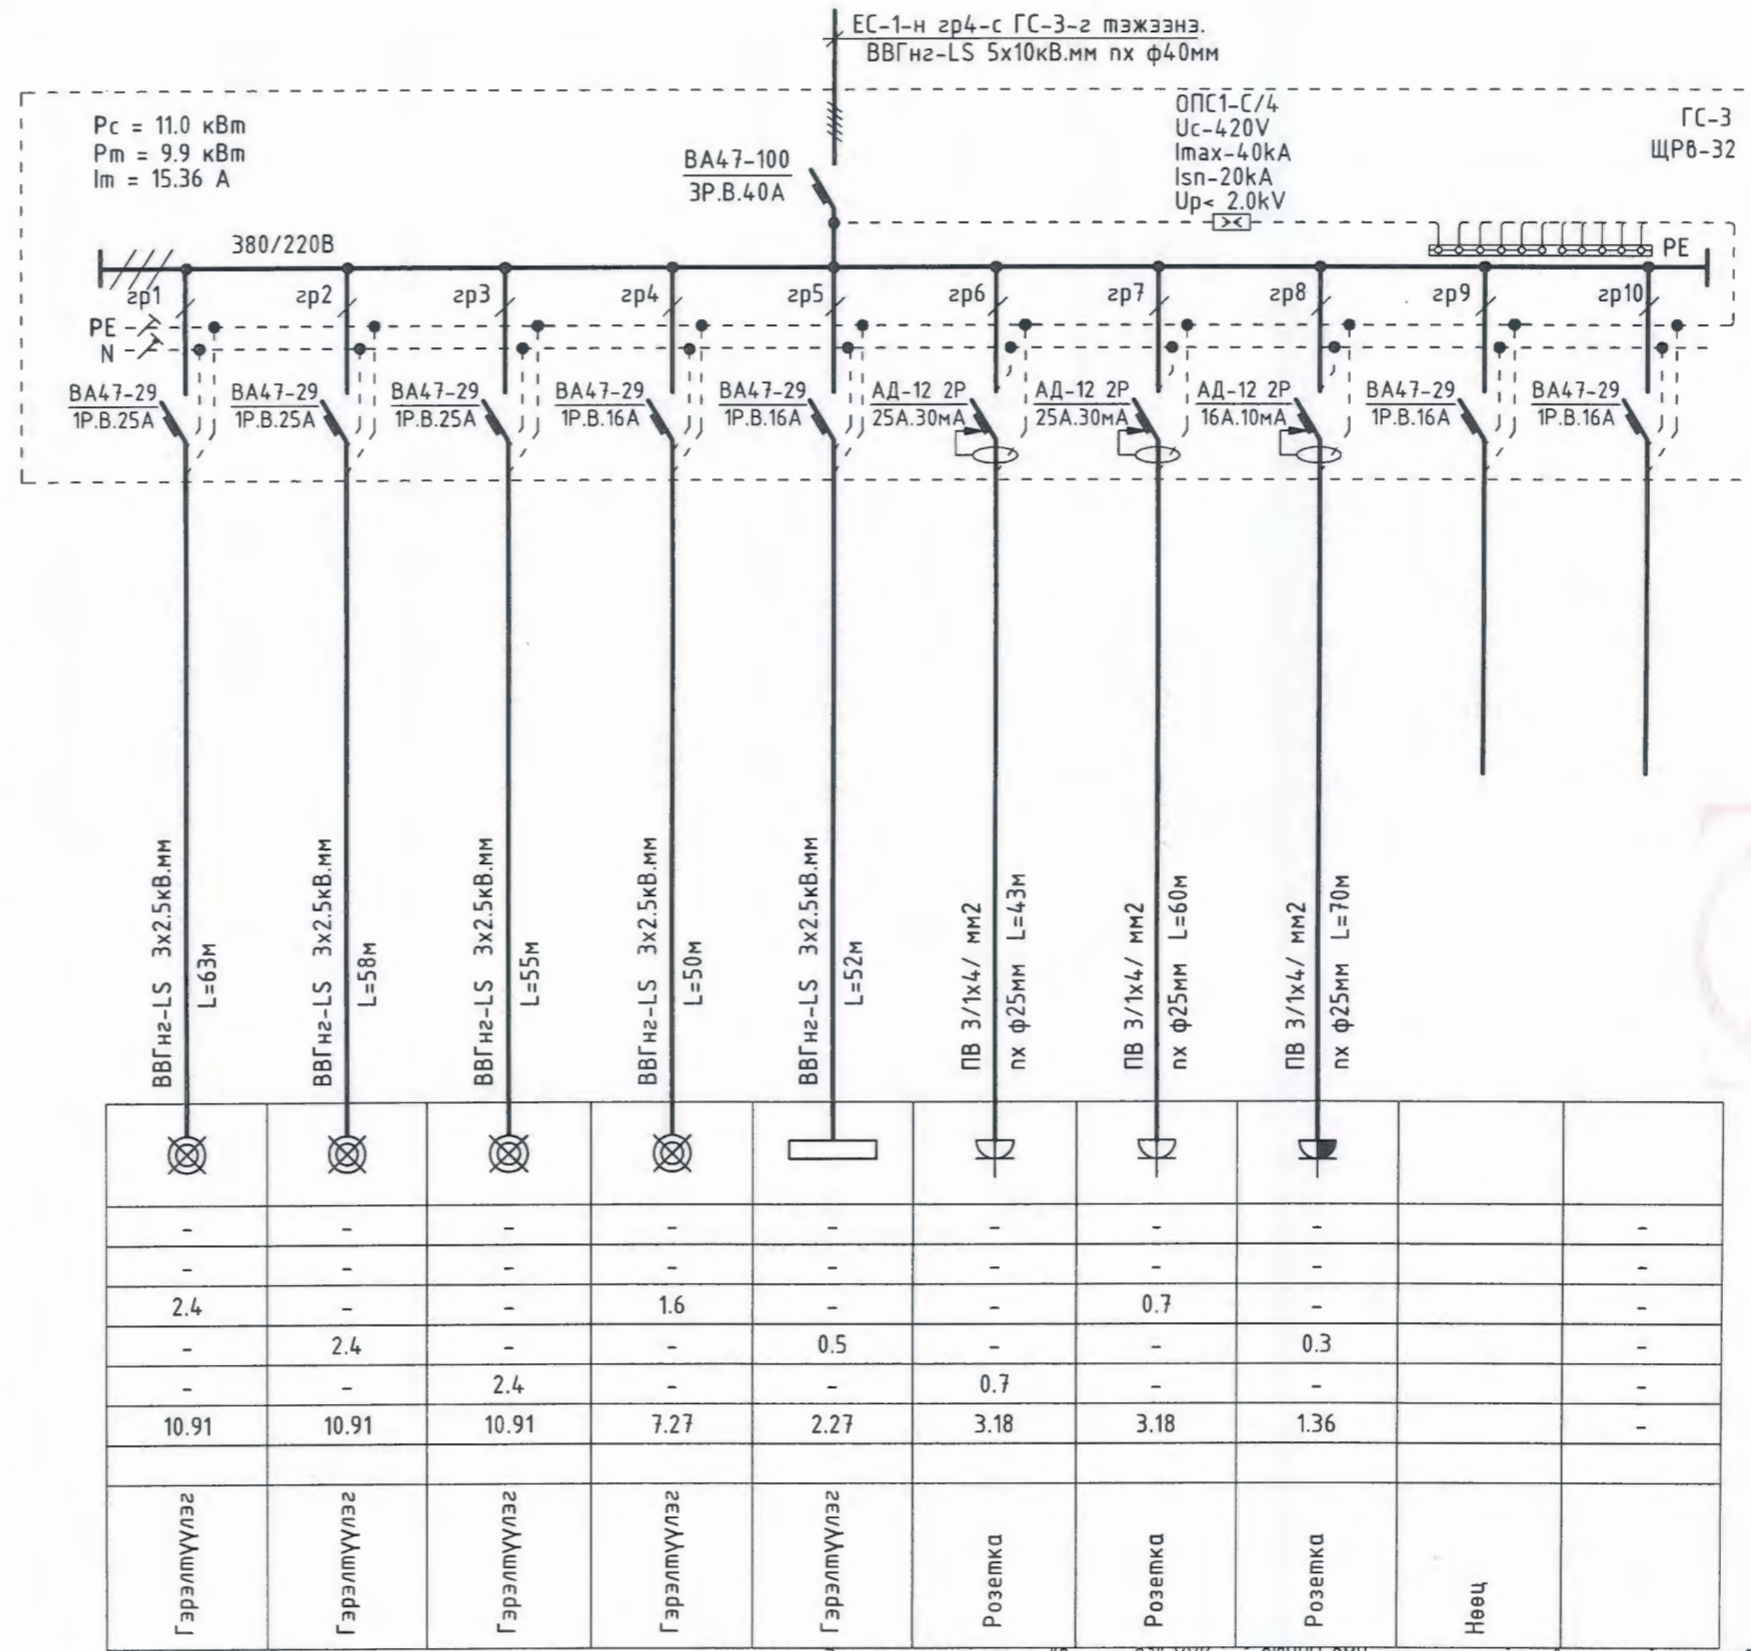 ЕС-1-н гр4-с ГС-3-г тэжээнэ.
ВВГнг-LS 5х10кВ.мм пх ф40мм
Рс = 11.0 кВт
Рт = 9.9 кВт
Iт = 15.36 А
ВА47-100
3Р.В.40А
ОПС1-С/4
Uc-420V
Imax-40kA
Isn-20kA
Up< 2.0kV
ГС-3
ЩРв-32
380/220В
РЕ
гр1 гр2 гр3 гр4 гр5 гр6 гр7 гр8 гр9 гр10
РЕ
N
ВА47-29 ВА47-29 ВА47-29 ВА47-29 ВА47-29 АД-12 2Р АД-12 2Р АД-12 2Р ВА47-29 ВА47-29
1Р.В.25А 1Р.В.25А 1Р.В.25А 1Р.В.16А 1Р.В.16А 25А.30мА 25А.30мА 16А.10мА 1Р.В.16А 1Р.В.16А
ВВГнг-LS 3х2.5кВ.мм
L=63м
ВВГнг-LS 3х2.5кВ.мм
L=58м
ВВГнг-LS 3х2.5кВ.мм
L=55м
ВВГнг-LS 3х2.5кВ.мм
L=50м
ВВГнг-LS 3х2.5кВ.мм
L=52м
ПВ 3/1х4/ мм2
пх ф25мм L=43м
ПВ 3/1х4/ мм2
пх ф25мм L=60м
ПВ 3/1х4/ мм2
пх ф25мм L=70м
- - - - - - - - -
- - - - - - - - -
2.4 - - 1.6 - - 0.7 - -
- 2.4 - - 0.5 - - 0.3 -
- - 2.4 - - 0.7 - - -
10.91 10.91 10.91 7.27 2.27 3.18 3.18 1.36 -
Гэрэлтүүлэг
Гэрэлтүүлэг
Гэрэлтүүлэг
Гэрэлтүүлэг
Гэрэлтүүлэг
Розетка
Розетка
Розетка
Нөөц